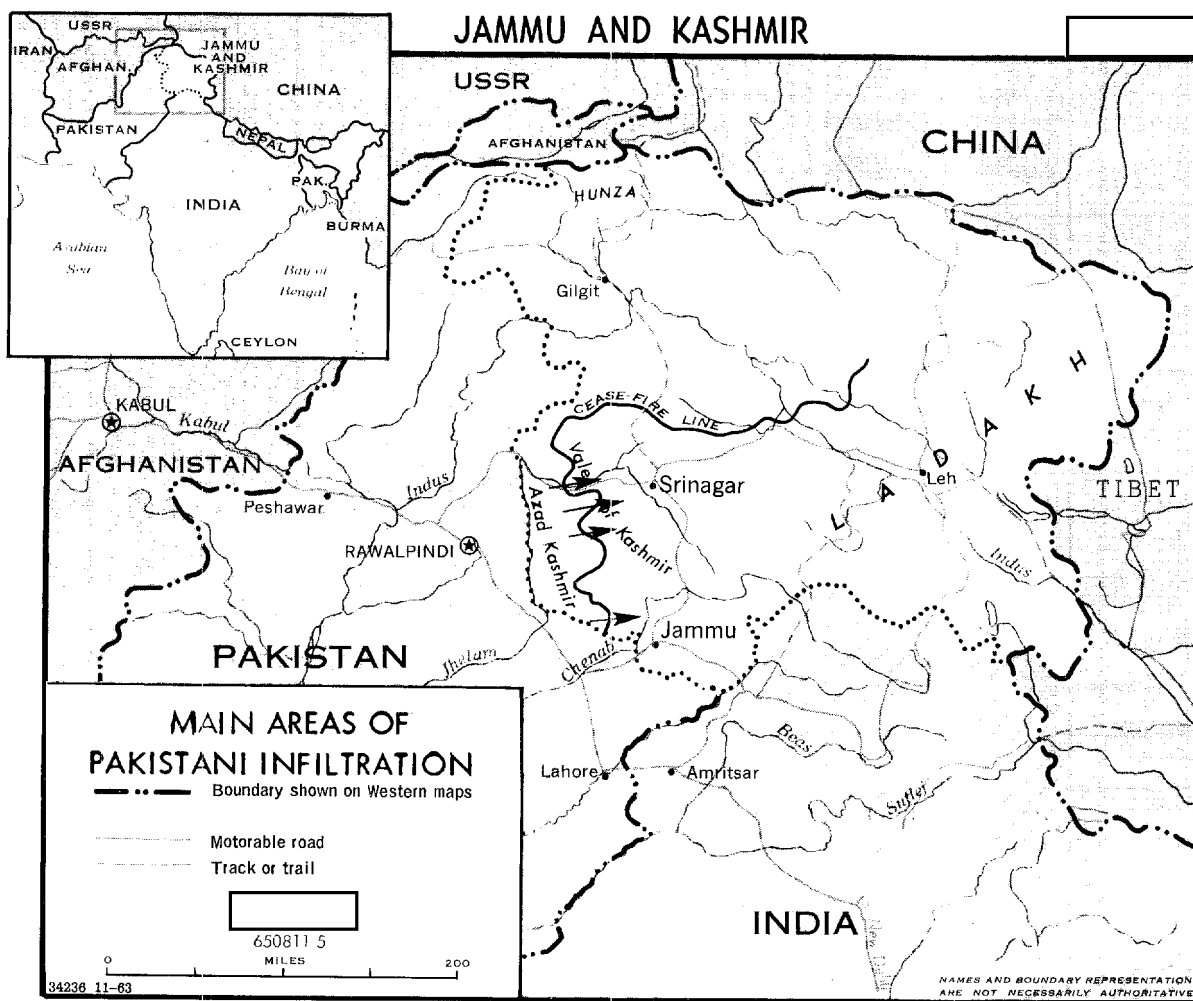 JAMMU AND KASHMIR
USSR
IRAN
AFGHAN.
JAMMU
AND
KASHMIR
CHINA
PAKISTAN
NEPAL
PAK.
INDIA
BURMA
Arabian
Sea
Bay of
Bengal
CEYLON
USSR
AFGHANISTAN
CHINA
HUNZA
Gilgit
CEASE-FIRE LINE
KABUL
Kabul
AFGHANISTAN
Peshawar
Indus
RAWALPINDI
Vale of Kashmir
Azad Kashmir
Srinagar
LADAKH
Leh
TIBET
Indus
Jammu
PAKISTAN
Jhelum
Chenab
Beas
Lahore
Amritsar
Sutlej
INDIA
MAIN AREAS OF
PAKISTANI INFILTRATION
Boundary shown on Western maps
Motorable road
Track or trail
650811 5
MILES
0 200
34236 11-63
NAMES AND BOUNDARY REPRESENTATION
ARE NOT NECESSARILY AUTHORITATIVE